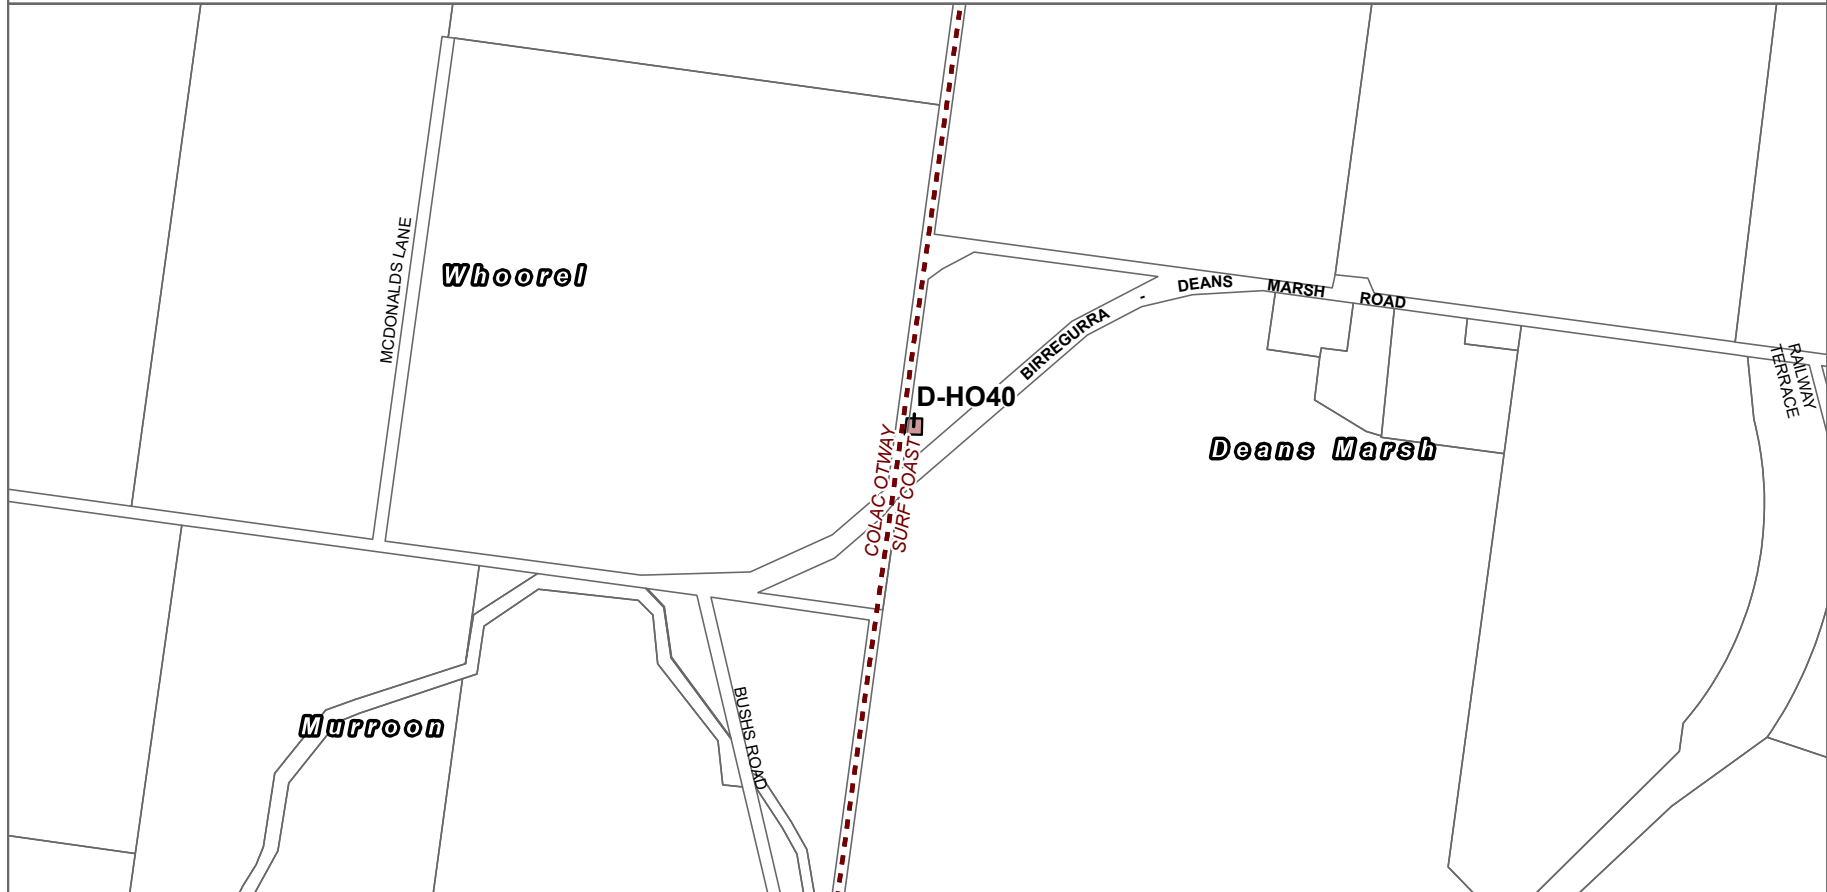 MCDONALDS LANE
Whoorel
BIRREGURRA - DEANS MARSH ROAD
RAILWAY
TERRACE
D-HO40
COLAC OTWAY
SURF COAST
Deans Marsh
Murroon
BUSHS ROAD